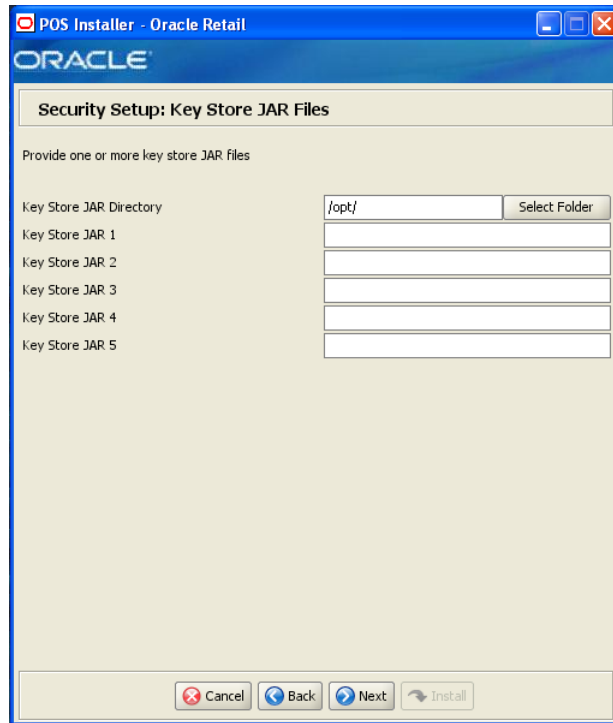 POS Installer - Oracle Retail
ORACLE
Security Setup: Key Store JAR Files
Provide one or more key store JAR files
Key Store JAR Directory /opt/ Select Folder
Key Store JAR 1
Key Store JAR 2
Key Store JAR 3
Key Store JAR 4
Key Store JAR 5
Cancel Back Next Install